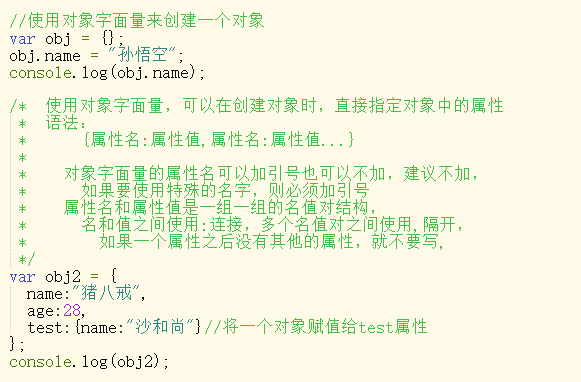 //使用对象字面量来创建一个对象
var obj = {};
obj.name = "孙悟空";
console.log(obj.name);
/*  使用对象字面量，可以在创建对象时，直接指定对象中的属性
 *  语法：
 *      {属性名:属性值,属性名:属性值...}
 *
 *    对象字面量的属性名可以加引号也可以不加，建议不加，
 *      如果要使用特殊的名字，则必须加引号
 *    属性名和属性值是一组一组的名值对结构，
 *      名和值之间使用:连接，多个名值对之间使用,隔开，
 *        如果一个属性之后没有其他的属性，就不要写,
 */
var obj2 = {
  name:"猪八戒",
  age:28,
  test:{name:"沙和尚"}//将一个对象赋值给test属性
};
console.log(obj2);